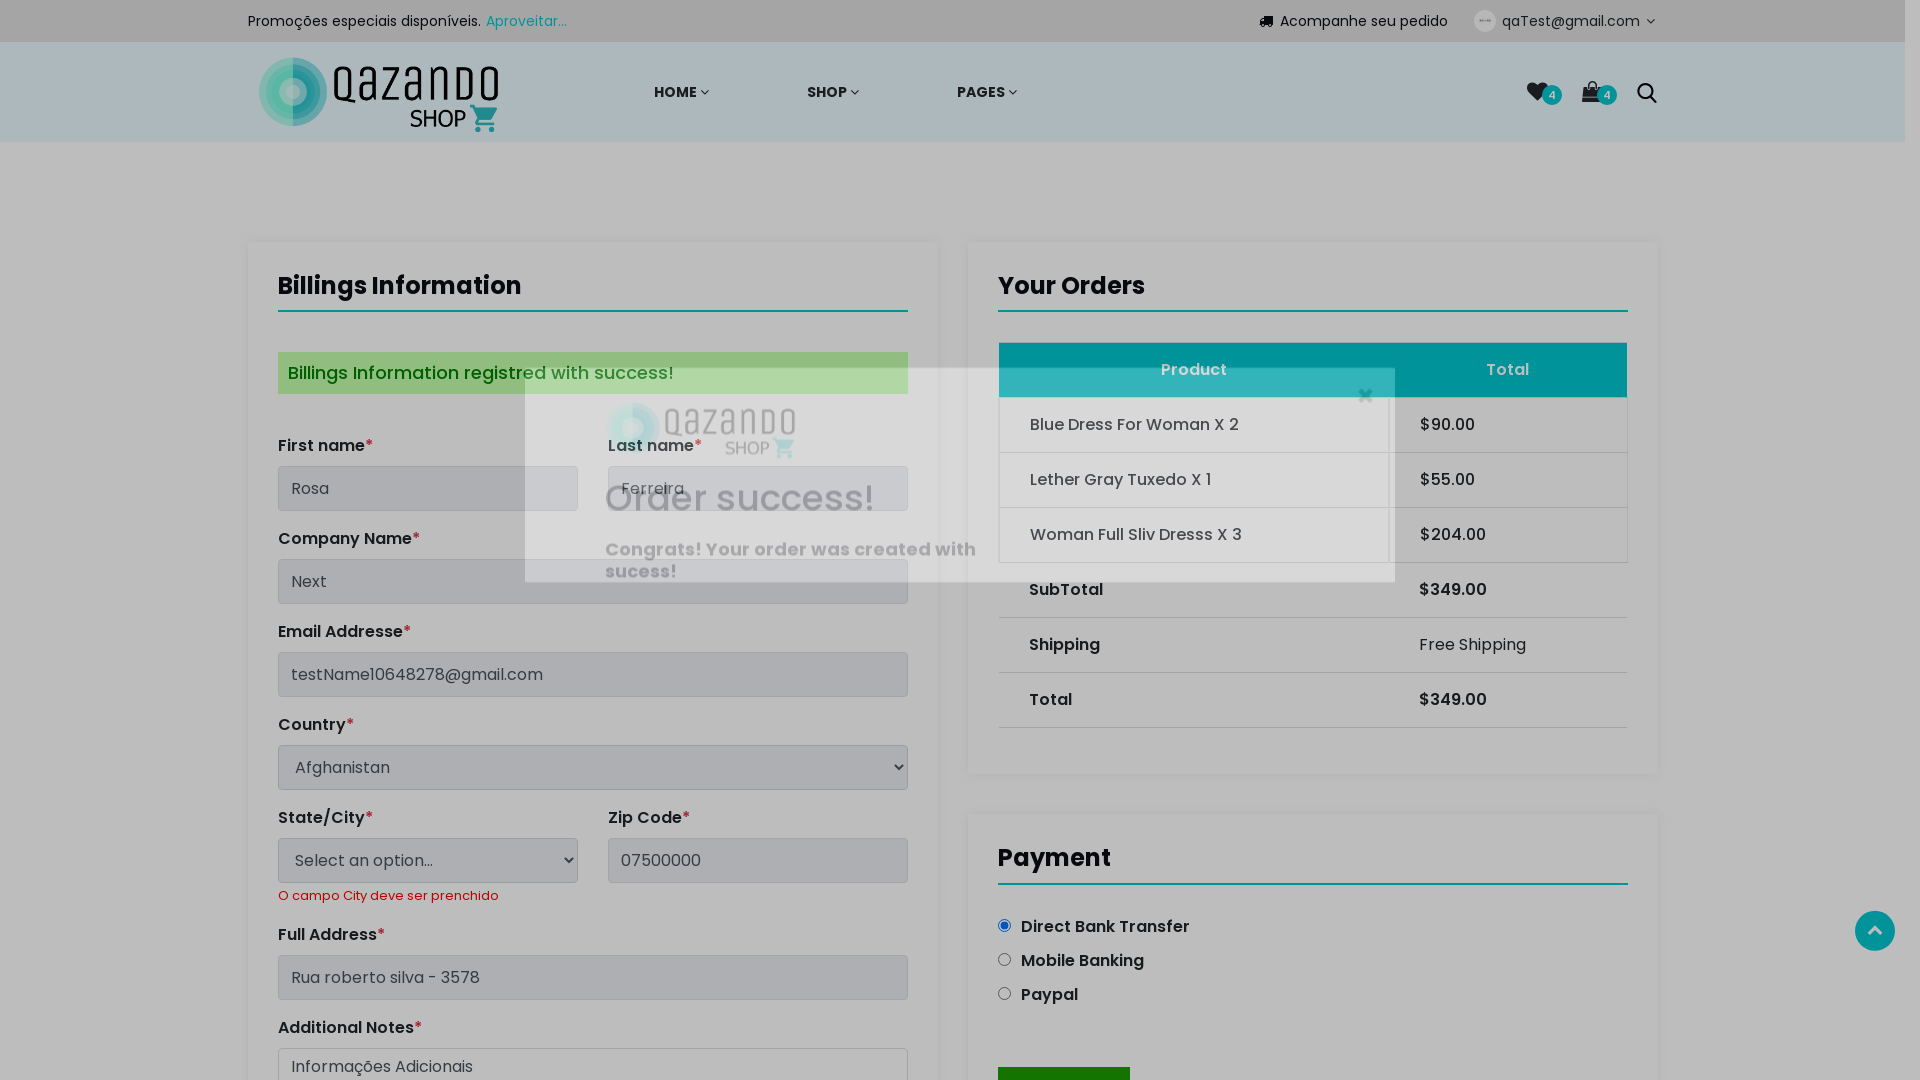 Promoções especiais disponíveis. Aproveitar...
Acompanhe seu pedido
qaTest@gmail.com
QAZANDO
SHOP
HOME
SHOP
PAGES
4
4
Billings Information
Billings Information registred with success!
First name*
Last name*
Rosa
Ferreira
Company Name*
Next
Email Addresse*
testName10648278@gmail.com
Country*
Afghanistan
State/City*
Zip Code*
Select an option...
07500000
O campo City deve ser prenchido
Full Address*
Rua roberto silva - 3578
Additional Notes*
Informações Adicionais
QAZANDO
SHOP
Order success!
Congrats! Your order was created with
sucess!
Your Orders
Product Total
Blue Dress For Woman X 2 $90.00
Lether Gray Tuxedo X 1 $55.00
Woman Full Sliv Dresss X 3 $204.00
SubTotal $349.00
Shipping Free Shipping
Total $349.00
Payment
Direct Bank Transfer
Mobile Banking
Paypal